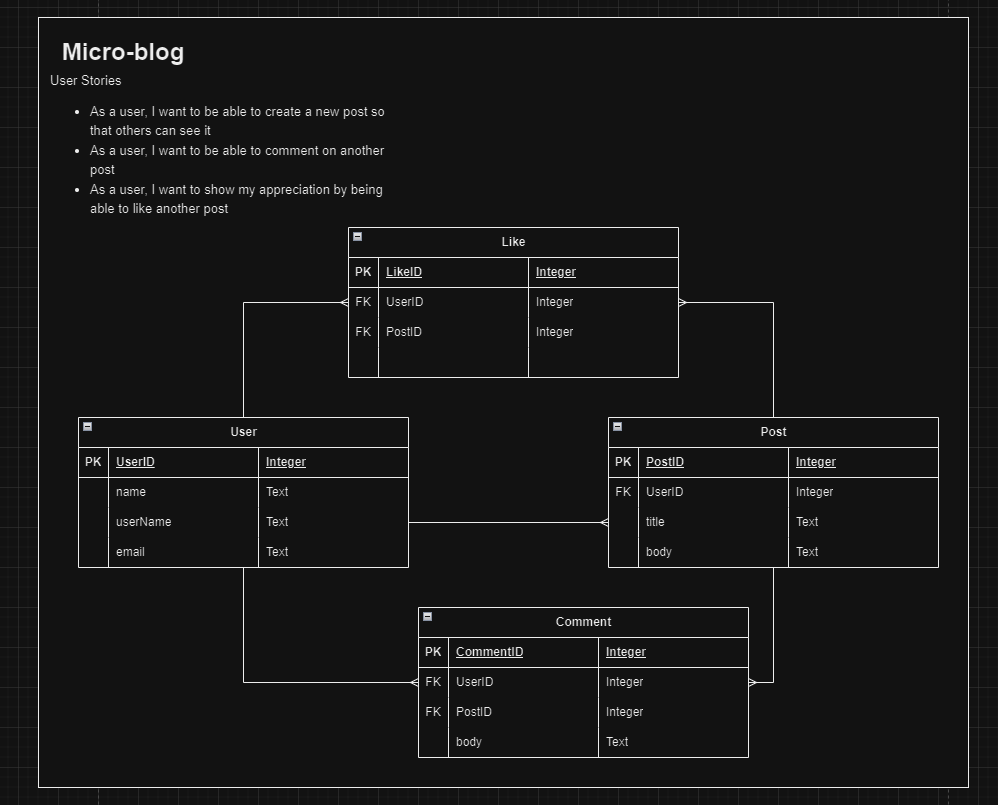 Micro-blog
User Stories
• As a user, I want to be able to create a new post so
that others can see it
• As a user, I want to be able to comment on another
post
• As a user, I want to show my appreciation by being
able to like another post
Like
PK LikeID Integer
FK UserID Integer
FK PostID Integer
User
PK UserID Integer
name Text
userName Text
email Text
Post
PK PostID Integer
FK UserID Integer
title Text
body Text
Comment
PK CommentID Integer
FK UserID Integer
FK PostID Integer
body Text